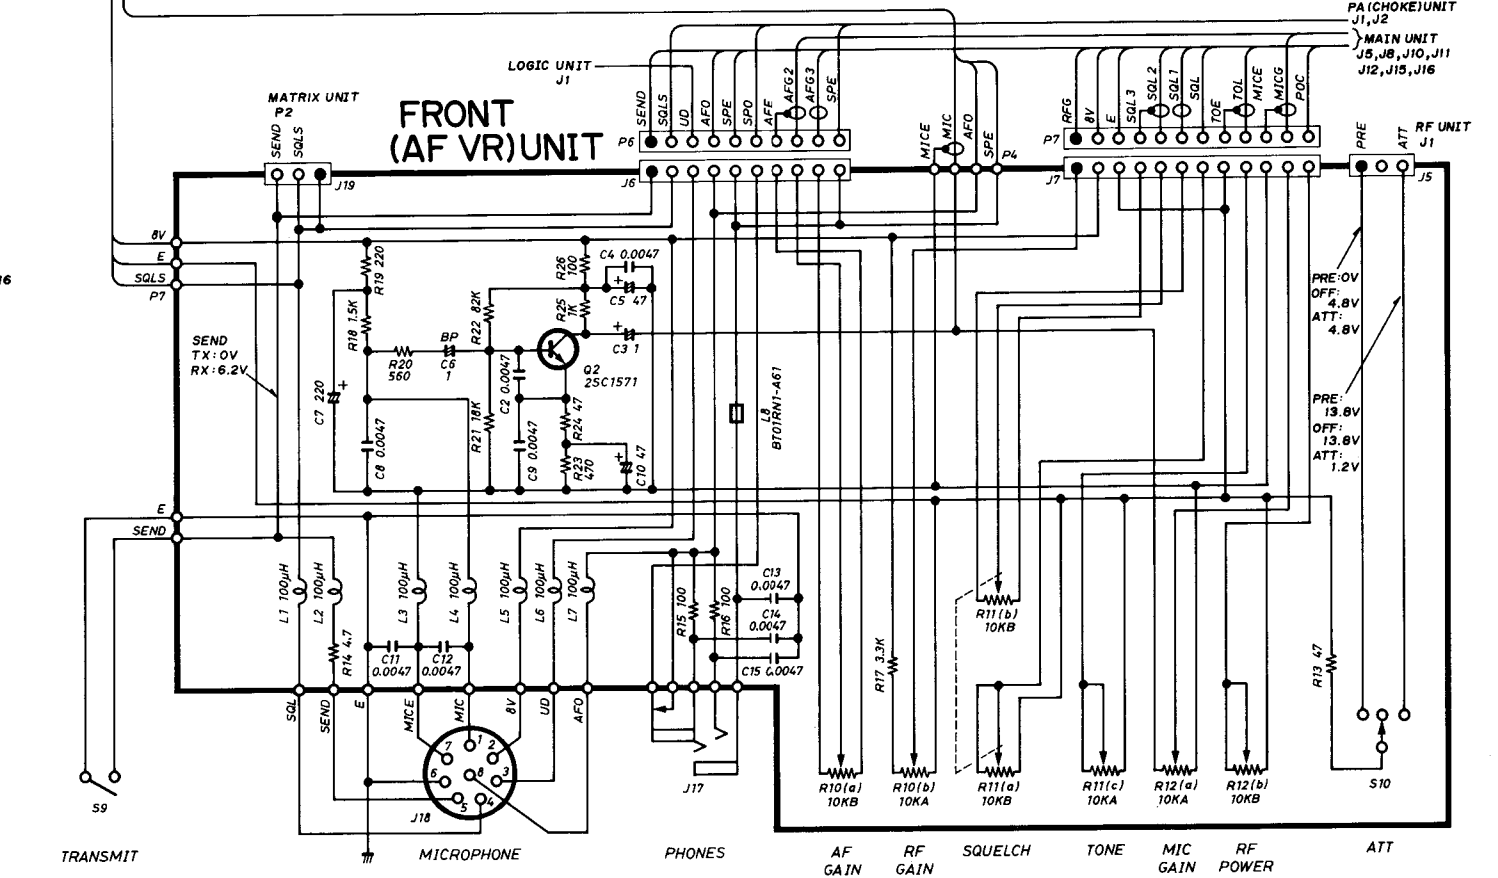 PA(CHOKE)UNIT
J1,J2
MAIN UNIT
J5,J8,J10,J11
J12,J15,J16
LOGIC UNIT
J1
MATRIX UNIT
P2
FRONT
(AF VR)UNIT
SEND
SQLS
J19
P6
SEND
SQLS
UD
AFO
SPE
SPO
AFE
AFG2
AFG3
SPE
J6
MICE
MIC
AFO
SPE
P4
P7
RFG
8V
E
SQL3
SQL2
SQL1
SQL
TOE
TOL
MICE
MICG
POC
J7
PRE
ATT
RF UNIT
J1
J5
8V
E
SQLS
P7
16
SEND
TX:0V
RX:6.2V
R19 220
R18 1.5K
C7 220
+
C8 0.0047
R20
560
BP
C6
1
R22 82K
R21 18K
C2 0.0047
C9 0.0047
R26
100
R25
1K
C4 0.0047
+
C5 47
+
C3 1
Q2
2SC1571
R24 47
R23
470
+
C10 47
L8
BT01RN1-A61
PRE:0V
OFF:
4.8V
ATT:
4.8V
PRE:
13.8V
OFF:
13.8V
ATT:
1.2V
E
SEND
L1 100μH
L2 100μH
L3 100μH
L4 100μH
L5 100μH
L6 100μH
L7 100μH
R14 4.7
C11
0.0047
C12
0.0047
R15 100
R16 100
C13
0.0047
C14
0.0047
C15 0.0047
R17 3.3K
R11(b)
10KB
R13 47
SQL
SEND
E
MICE
MIC
8V
UD
AFO
1
2
3
4
5
6
7
8
J18
J17
S9
R10(a)
10KB
R10(b)
10KA
R11(a)
10KB
R11(c)
10KA
R12(a)
10KA
R12(b)
10KB
S10
TRANSMIT
MICROPHONE
PHONES
AF
GAIN
RF
GAIN
SQUELCH
TONE
MIC
GAIN
RF
POWER
ATT